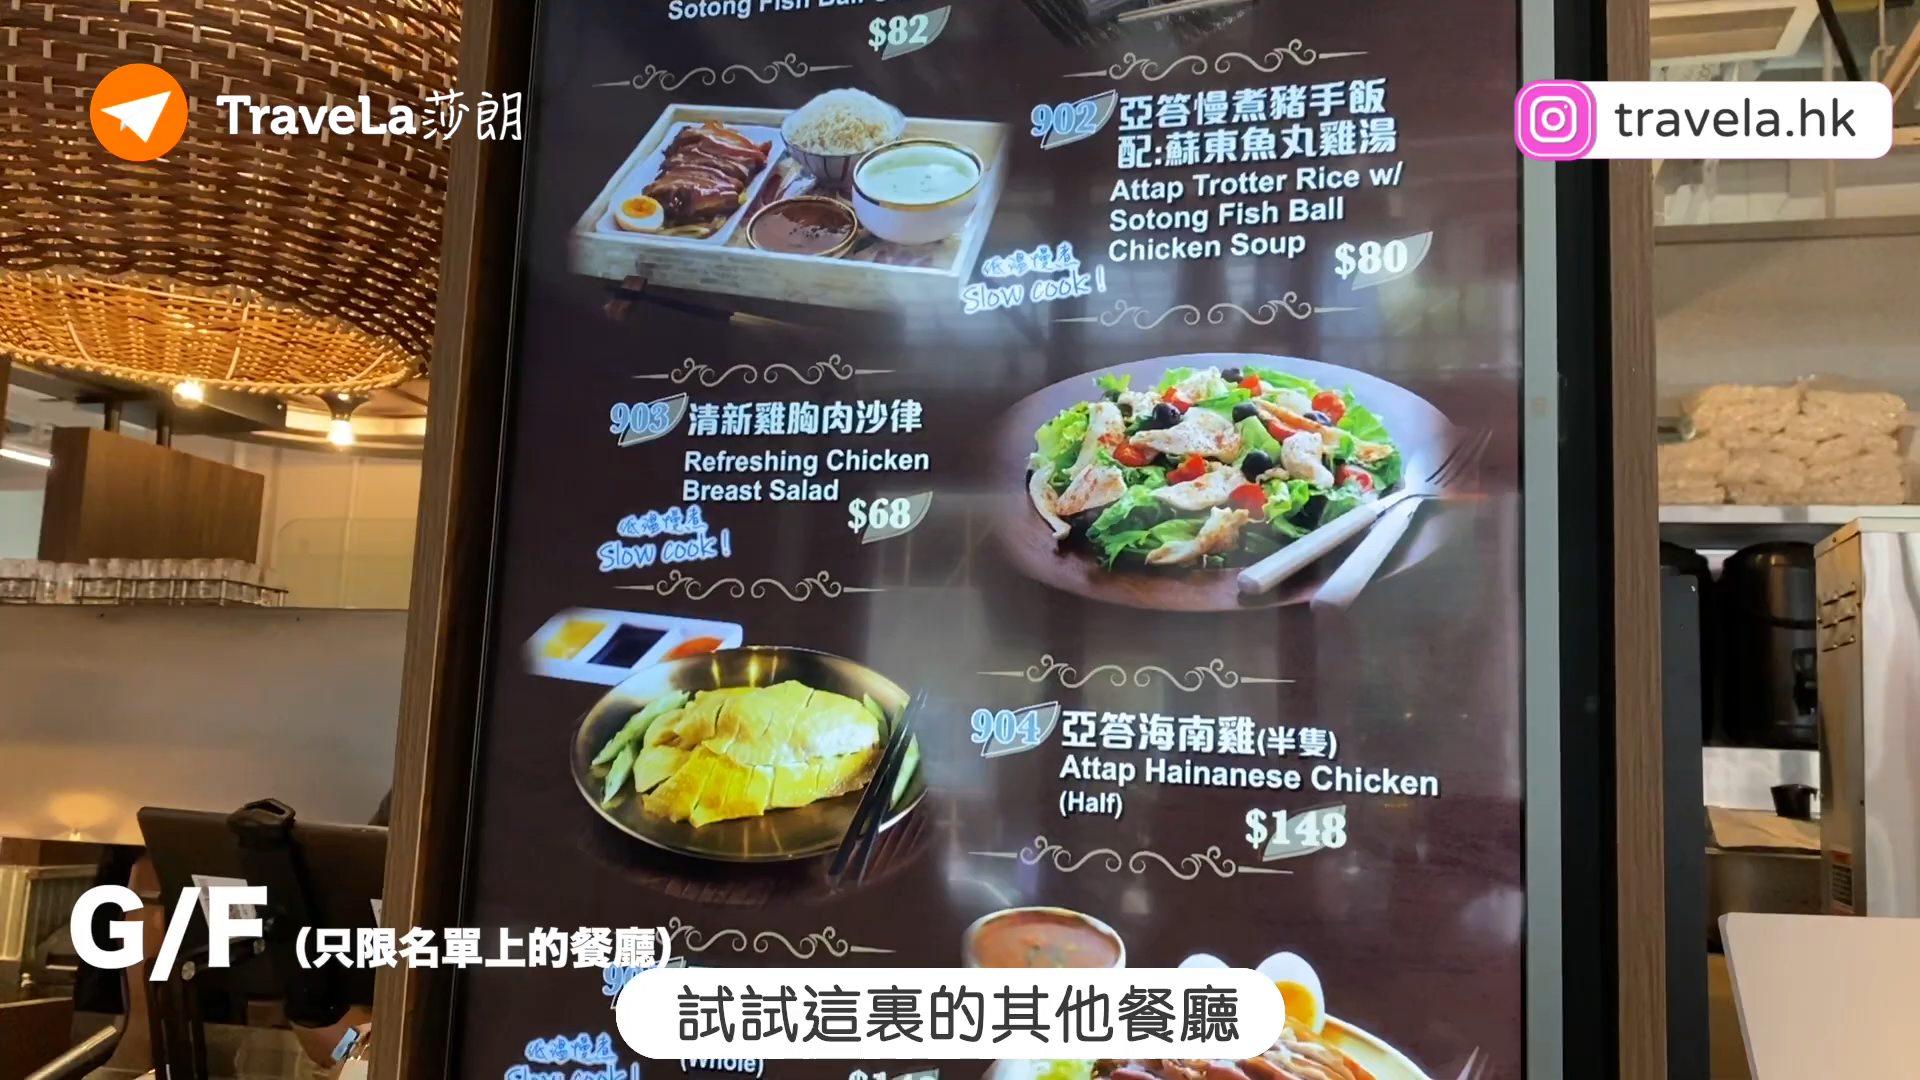 Sotong Fish Ball
$82
TraveLa莎朗
travela.hk
902 亞答慢煮豬手飯
配:蘇東魚丸雞湯
Attap Trotter Rice w/
Sotong Fish Ball
Chicken Soup
$80
低溫慢煮
Slow cook!
903 清新雞胸肉沙律
Refreshing Chicken
Breast Salad
$68
低溫慢煮
Slow cook!
904 亞答海南雞(半隻)
Attap Hainanese Chicken
(Half)
$148
G/F (只限名單上的餐廳)
試試這裏的其他餐廳
低溫慢煮
Slow cook!
(Whole)